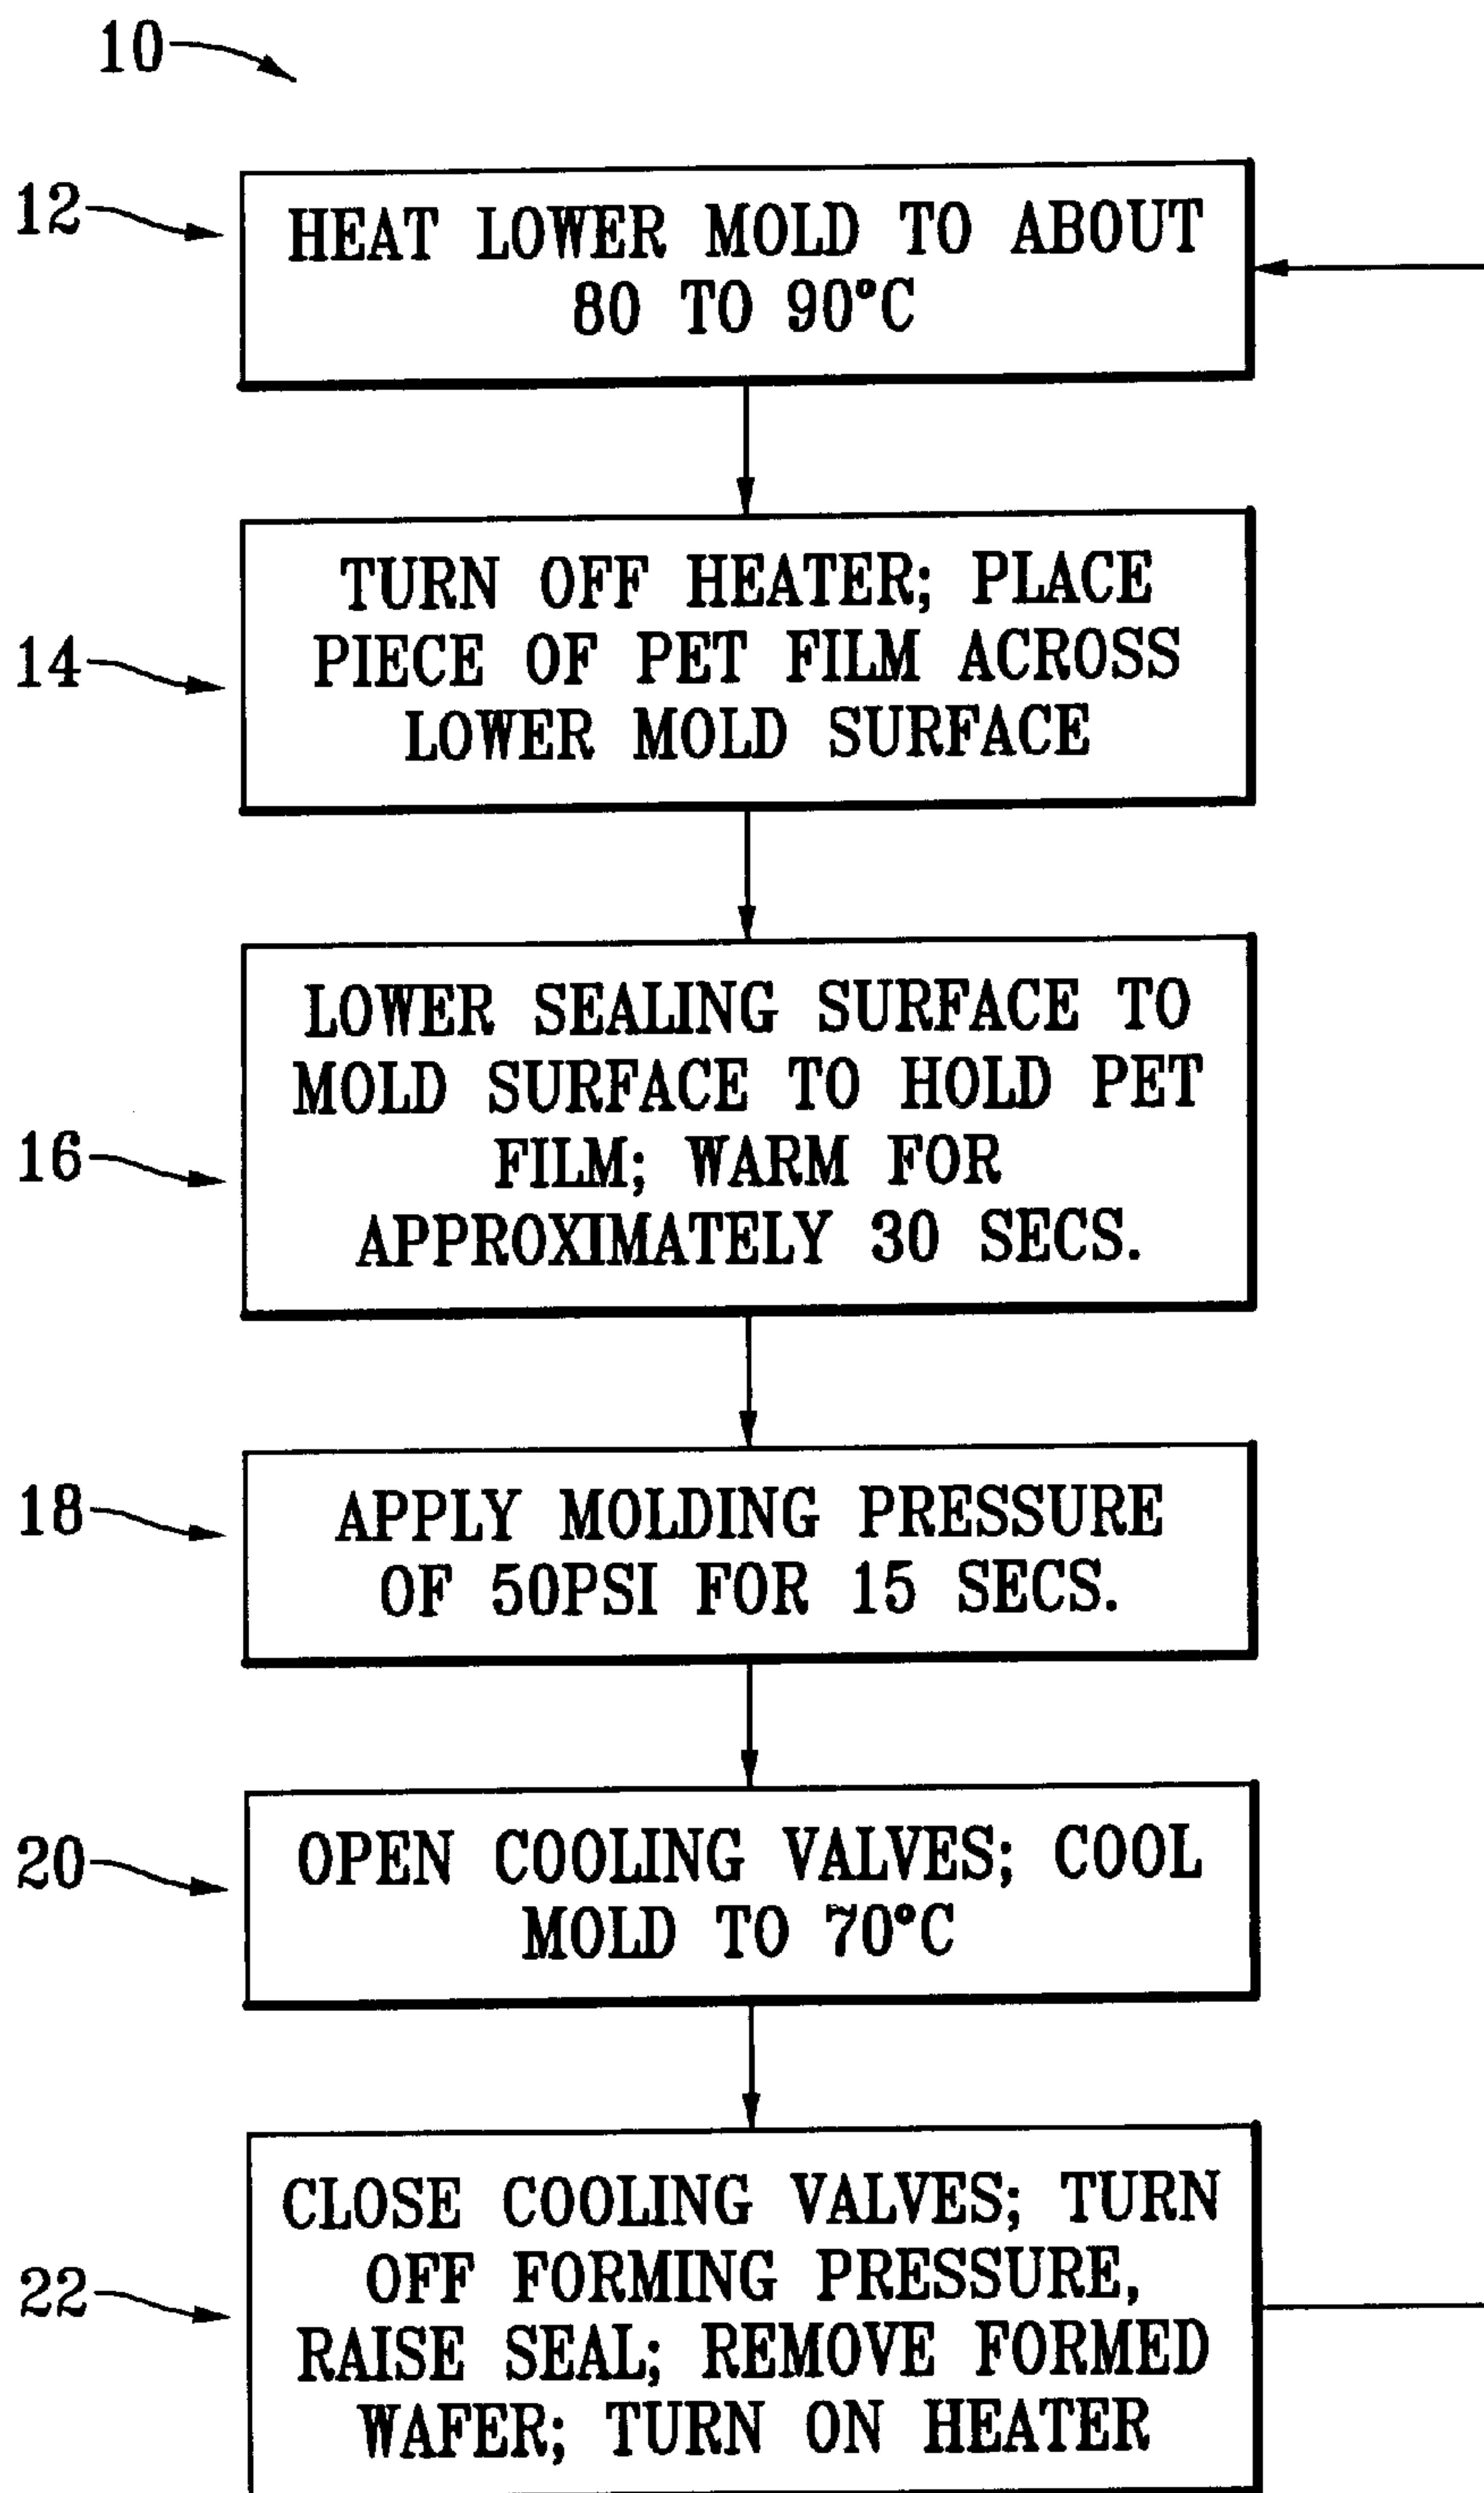 10
12
HEAT LOWER MOLD TO ABOUT
80 TO 90°C
TURN OFF HEATER; PLACE
14
PIECE OF PET FILM ACROSS
LOWER MOLD SURFACE
LOWER SEALING SURFACE TO
MOLD SURFACE TO HOLD PET
16
FILM; WARM FOR
APPROXIMATELY 30 SECS.
18
APPLY MOLDING PRESSURE
OF 50PSI FOR 15 SECS.
20
OPEN COOLING VALVES; COOL
MOLD TO 70°C
CLOSE COOLING VALVES; TURN
22
OFF FORMING PRESSURE,
RAISE SEAL; REMOVE FORMED
WAFER; TURN ON HEATER